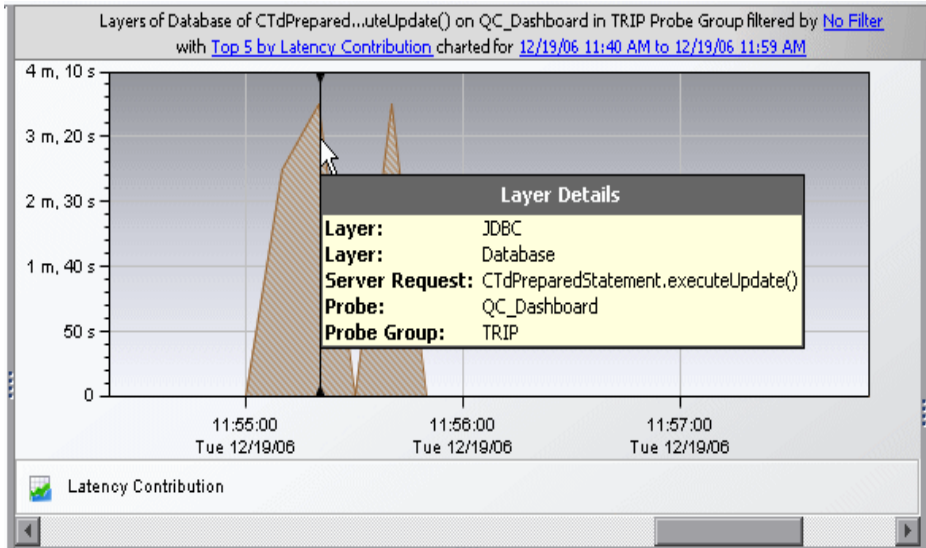 Layers of Database of CTdPrepared...uteUpdate() on QC_Dashboard in TRIP Probe Group filtered by No Filter
with Top 5 by Latency Contribution charted for 12/19/06 11:40 AM to 12/19/06 11:59 AM
4 m, 10 s
3 m, 20 s
2 m, 30 s
1 m, 40 s
50 s
0
Layer Details
Layer: JDBC
Layer: Database
Server Request: CTdPreparedStatement.executeUpdate()
Probe: QC_Dashboard
Probe Group: TRIP
11:55:00 11:56:00 11:57:00
Tue 12/19/06 Tue 12/19/06 Tue 12/19/06
Latency Contribution